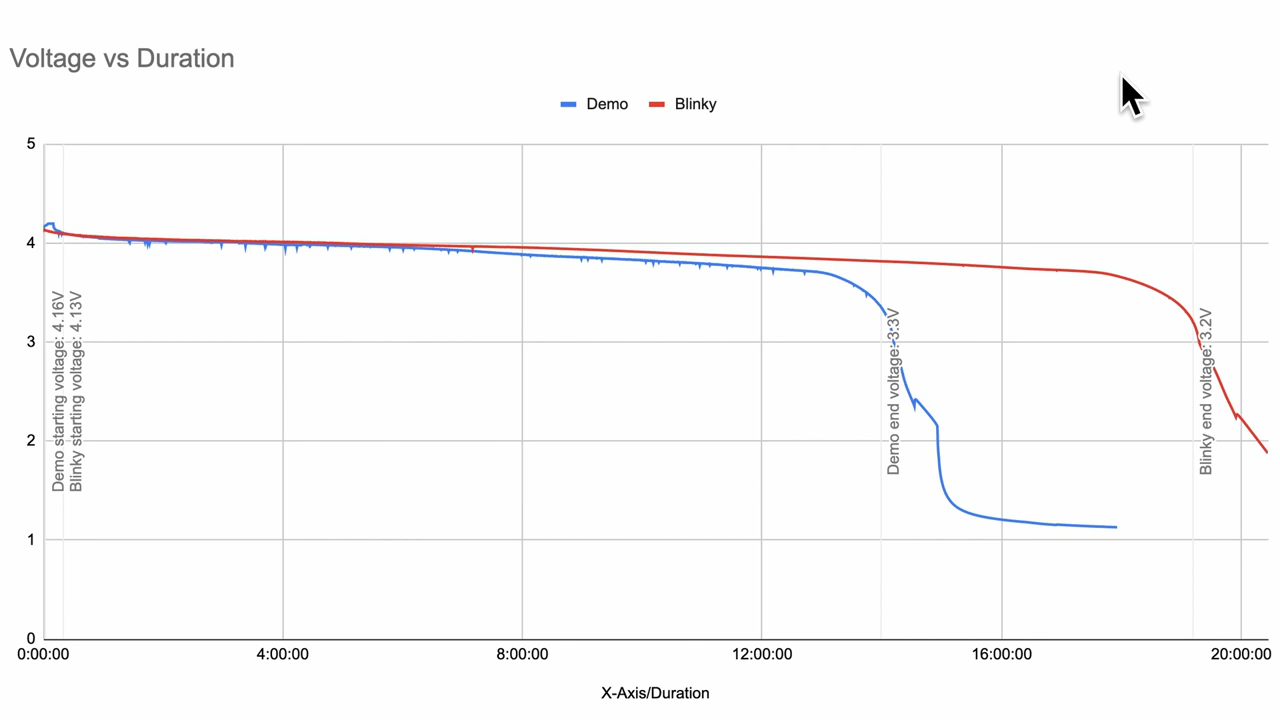 Voltage vs Duration
Demo Blinky
5
4
3
2
1
0
Demo starting voltage: 4.16V
Blinky starting voltage: 4.13V
Demo end voltage: 3.3V
Blinky end voltage: 3.2V
0:00:00 4:00:00 8:00:00 12:00:00 16:00:00 20:00:00
X-Axis/Duration